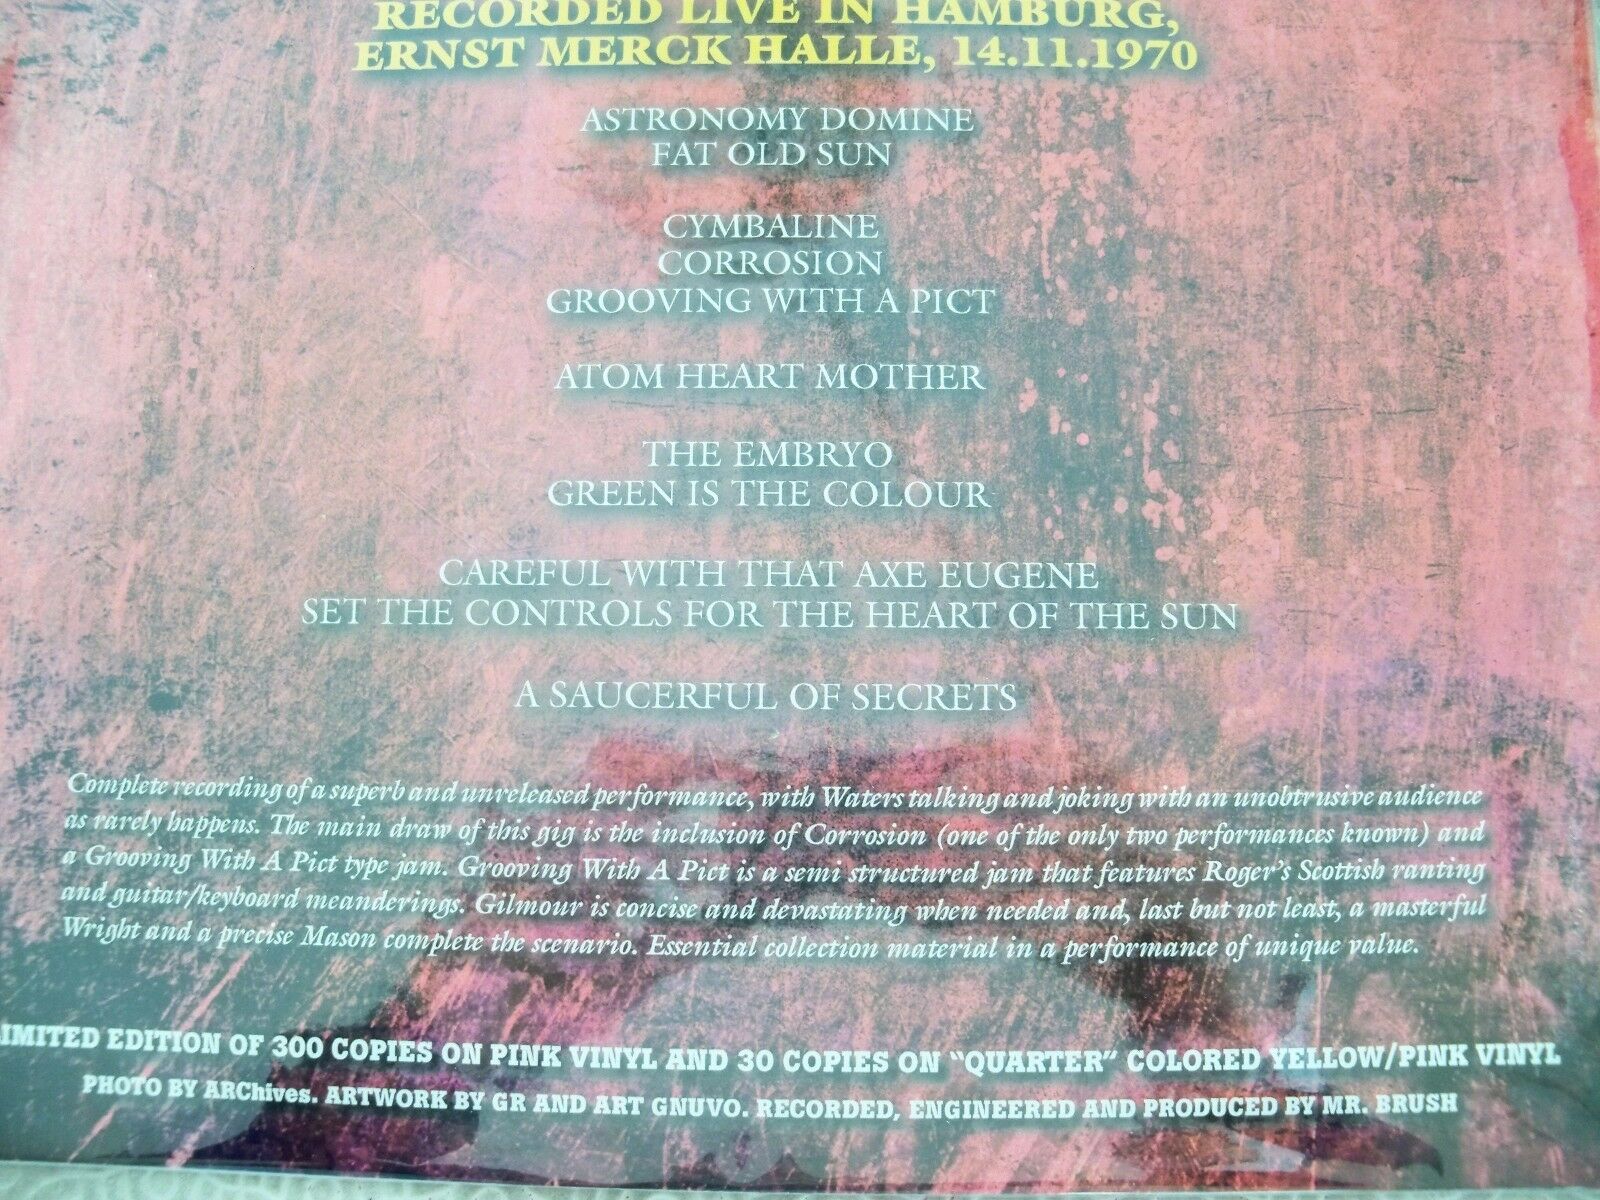 RECORDED LIVE IN HAMBURG,
ERNST MERCK HALLE, 14.11.1970
ASTRONOMY DOMINE
FAT OLD SUN
CYMBALINE
CORROSION
GROOVING WITH A PICT
ATOM HEART MOTHER
THE EMBRYO
GREEN IS THE COLOUR
CAREFUL WITH THAT AXE EUGENE
SET THE CONTROLS FOR THE HEART OF THE SUN
A SAUCERFUL OF SECRETS
Complete recording of a superb and unreleased performance, with Waters talking and joking with an unobtrusive audience
as rarely happens. The main draw of this gig is the inclusion of Corrosion (one of the only two performances known) and
a Grooving With A Pict type jam. Grooving With A Pict is a semi structured jam that features Roger's Scottish ranting
and guitar/keyboard meanderings. Gilmour is concise and devastating when needed and, last but not least, a masterful
Wright and a precise Mason complete the scenario. Essential collection material in a performance of unique value.
IMITED EDITION OF 300 COPIES ON PINK VINYL AND 30 COPIES ON "QUARTER" COLORED YELLOW/PINK VINYL
PHOTO BY ARChives. ARTWORK BY GR AND ART GNUVO. RECORDED, ENGINEERED AND PRODUCED BY MR. BRUSH